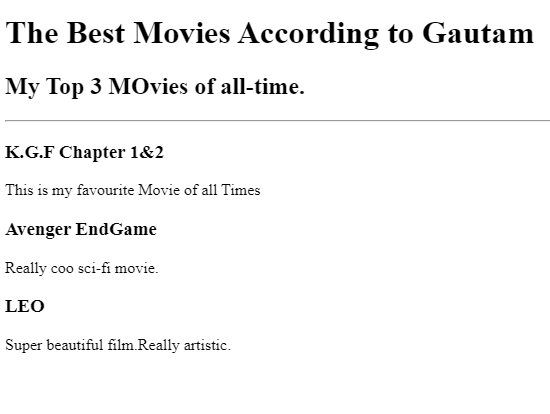 The Best Movies According to Gautam
My Top 3 MOvies of all-time.
K.G.F Chapter 1&2
This is my favourite Movie of all Times
Avenger EndGame
Really coo sci-fi movie.
LEO
Super beautiful film.Really artistic.